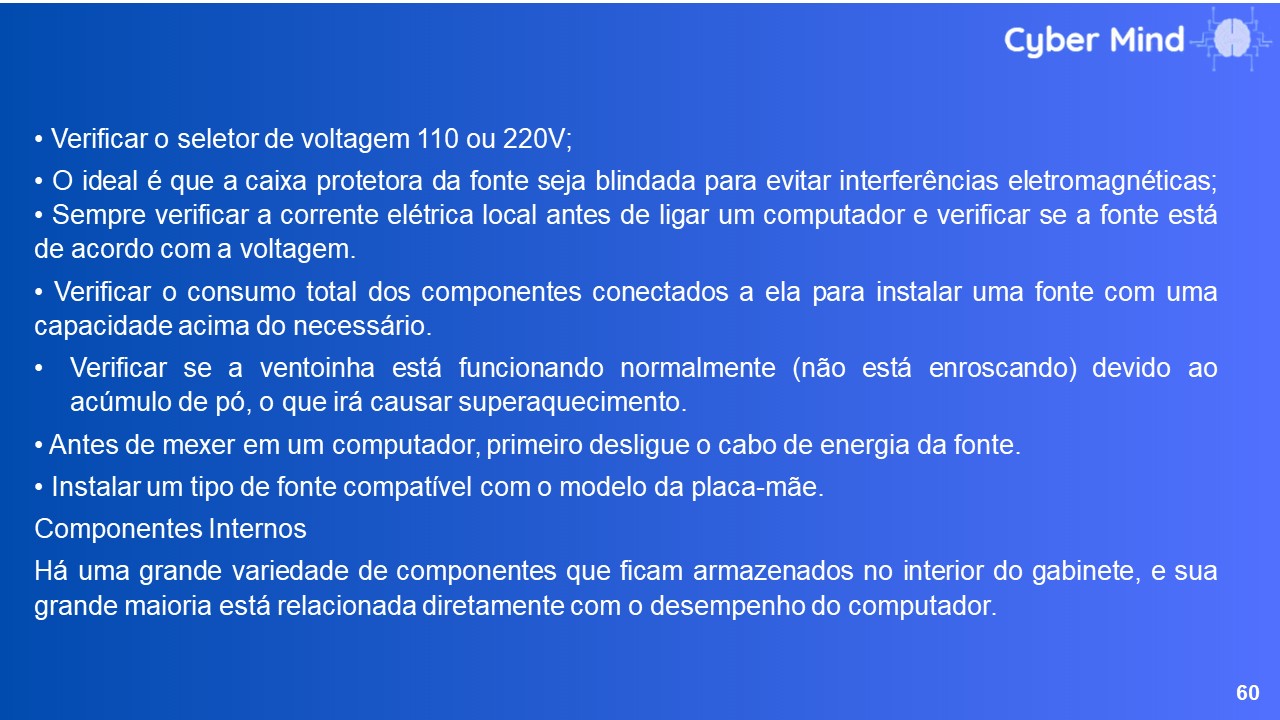 Cyber Mind
• Verificar o seletor de voltagem 110 ou 220V;
• O ideal é que a caixa protetora da fonte seja blindada para evitar interferências eletromagnéticas;
• Sempre verificar a corrente elétrica local antes de ligar um computador e verificar se a fonte está
de acordo com a voltagem.
• Verificar o consumo total dos componentes conectados a ela para instalar uma fonte com uma
capacidade acima do necessário.
• Verificar se a ventoinha está funcionando normalmente (não está enroscando) devido ao
acúmulo de pó, o que irá causar superaquecimento.
• Antes de mexer em um computador, primeiro desligue o cabo de energia da fonte.
• Instalar um tipo de fonte compatível com o modelo da placa-mãe.
Componentes Internos
Há uma grande variedade de componentes que ficam armazenados no interior do gabinete, e sua
grande maioria está relacionada diretamente com o desempenho do computador.
60